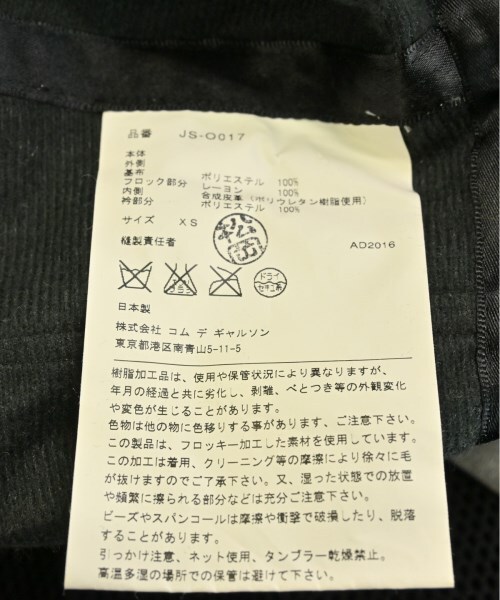 品番 JS-O017
本体
外側
基布 ポリエステル 100%
フロック部分 レーヨン 100%
内側 合成皮革(ポリウレタン樹脂使用)
衿部分 ポリエステル 100%
サイズ XS
縫製責任者 松岡 AD2016
ドライ
セキユ系
日本製
株式会社 コム デ ギャルソン
東京都港区南青山5-11-5
樹脂加工品は、使用や保管状況により異なりますが、
年月の経過と共に劣化し、剥離、べとつき等の外観変化
や変色が生じることがあります。
色物は他の物に色移りする事があります、ご注意下さい。
この製品は、フロッキー加工した素材を使用しています。
この加工は着用、クリーニング等の摩擦により徐々に毛
が抜けますのでご了承下さい。又、湿った状態での放置
や頻繁に擦られる部分などは充分ご注意下さい。
ビーズやスパンコールは摩擦や衝撃で破損したり、脱落
することがあります。
引っかけ注意、ネット使用、タンブラー乾燥禁止。
高温多湿の場所での保管は避けて下さい。